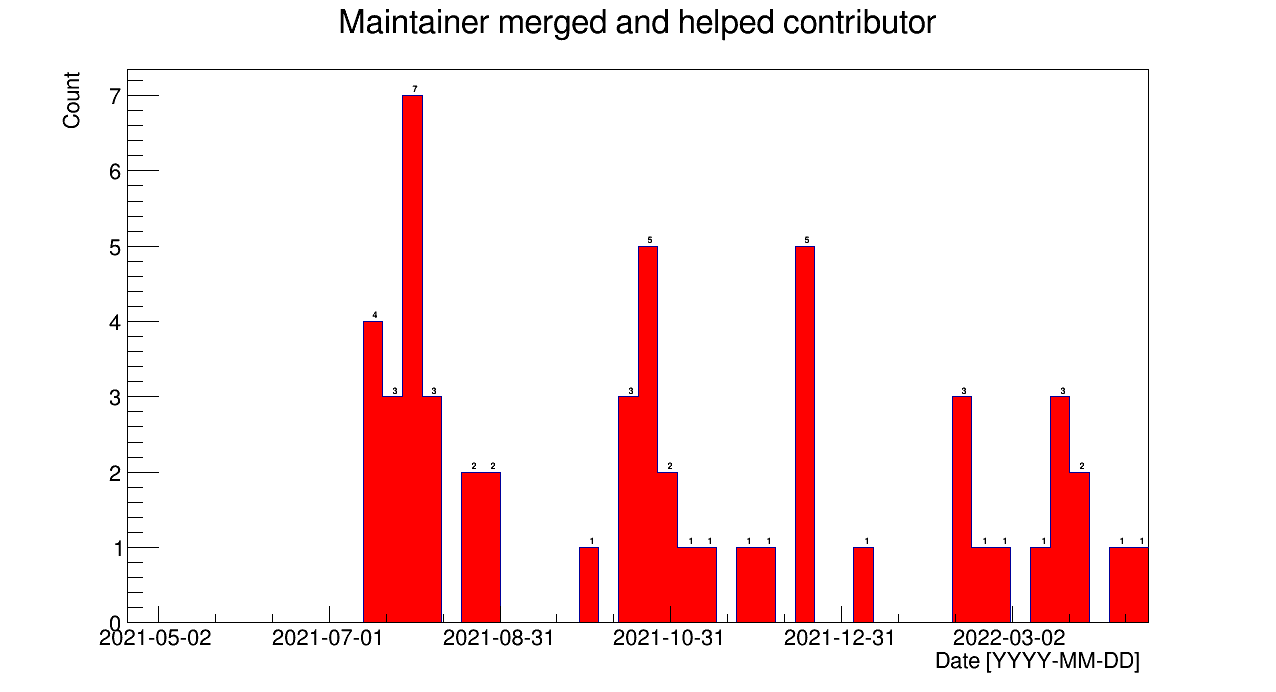 Maintainer merged and helped contributor
Count
7
6
5
4
3
2
1
0
4 3 7 3 2 2 1 3 5 2 1 1 1 1 5 1 3 1 1 1 3 2 1 1
2021-05-02 2021-07-01 2021-08-31 2021-10-31 2021-12-31 2022-03-02
Date [YYYY-MM-DD]